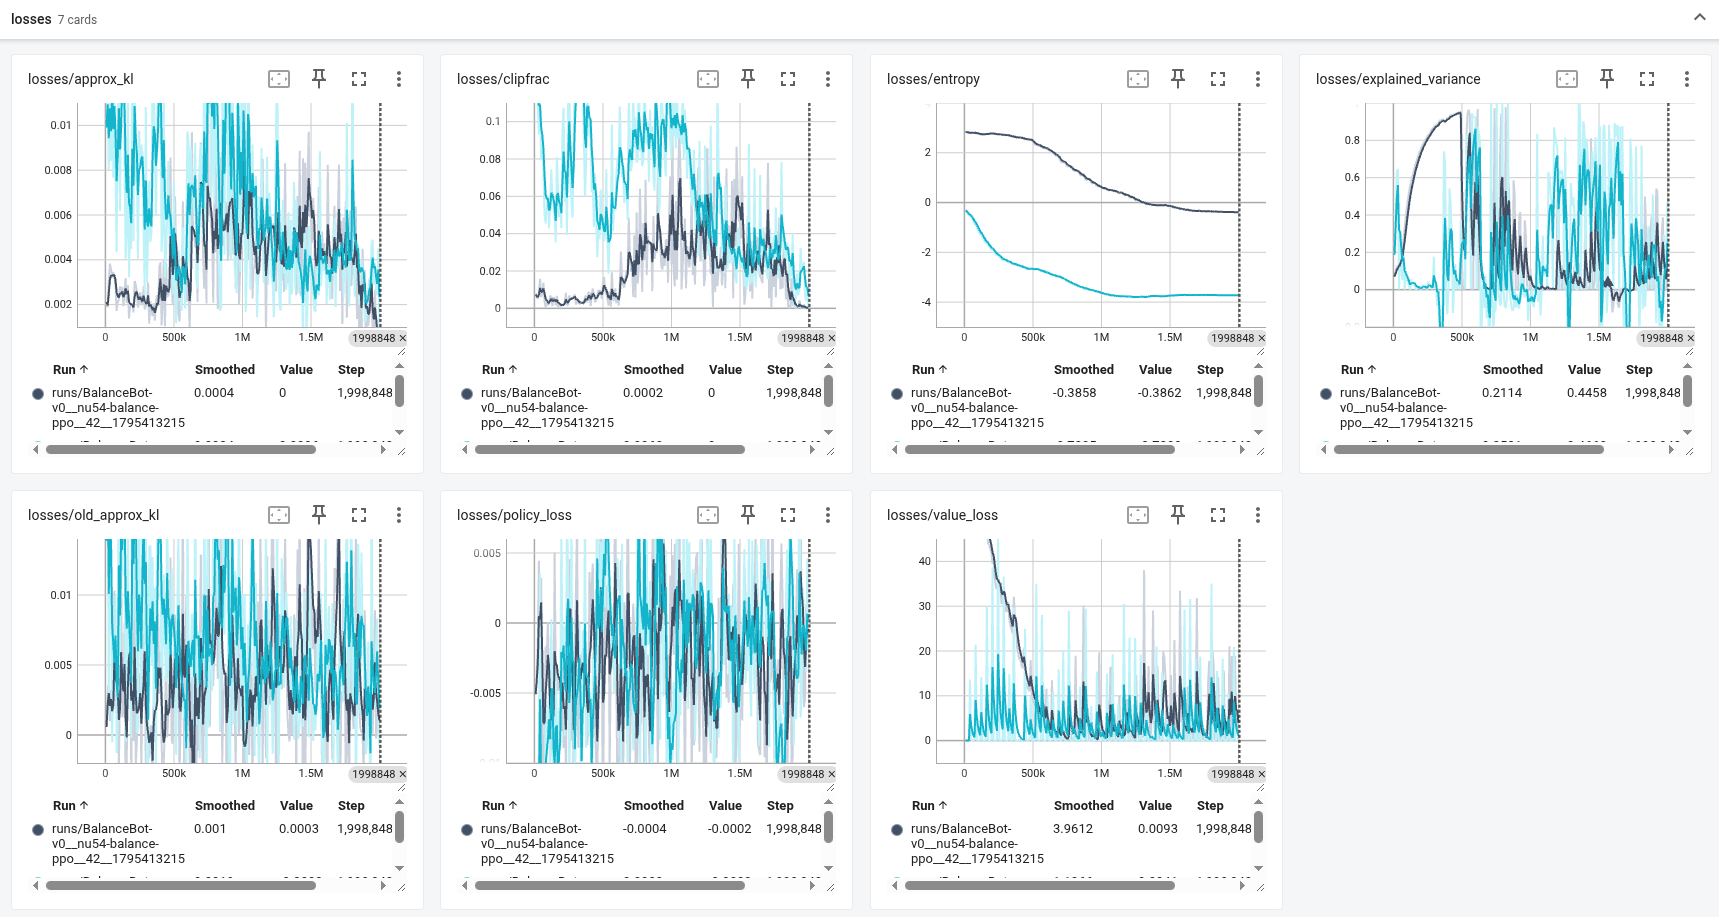 losses 7 cards
losses/approx_kl
0.01
0.008
0.006
0.004
0.002
0 500k 1M 1.5M 1998848 ×
Run ↑ Smoothed Value Step
runs/BalanceBot-
v0__nu54-balance-
ppo__42__1795413215
0.0004 0 1,998,848
losses/clipfrac
0.1
0.08
0.06
0.04
0.02
0
0 500k 1M 1.5M 1998848 ×
Run ↑ Smoothed Value Step
runs/BalanceBot-
v0__nu54-balance-
ppo__42__1795413215
0.0002 0 1,998,848
losses/entropy
2
0
-2
-4
0 500k 1M 1.5M 1998848 ×
Run ↑ Smoothed Value Step
runs/BalanceBot-
v0__nu54-balance-
ppo__42__1795413215
-0.3858 -0.3862 1,998,848
losses/explained_variance
0.8
0.6
0.4
0.2
0
0 500k 1M 1.5M 1998848 ×
Run ↑ Smoothed Value Step
runs/BalanceBot-
v0__nu54-balance-
ppo__42__1795413215
0.2114 0.4458 1,998,848
losses/old_approx_kl
0.01
0.005
0
0 500k 1M 1.5M 1998848 ×
Run ↑ Smoothed Value Step
runs/BalanceBot-
v0__nu54-balance-
ppo__42__1795413215
0.001 0.0003 1,998,848
losses/policy_loss
0.005
0
-0.005
0 500k 1M 1.5M 1998848 ×
Run ↑ Smoothed Value Step
runs/BalanceBot-
v0__nu54-balance-
ppo__42__1795413215
-0.0004 -0.0002 1,998,848
losses/value_loss
40
30
20
10
0
0 500k 1M 1.5M 1998848 ×
Run ↑ Smoothed Value Step
runs/BalanceBot-
v0__nu54-balance-
ppo__42__1795413215
3.9612 0.0093 1,998,848